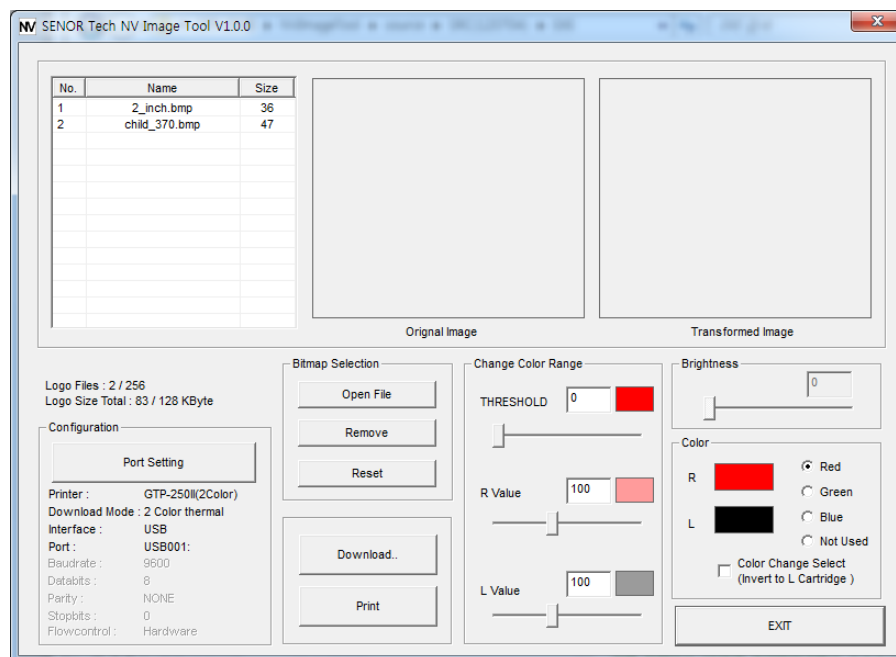 NV SENOR Tech NV Image Tool V1.0.0
No. Name Size
1 2_inch.bmp 36
2 child_370.bmp 47
Orignal Image
Transformed Image
Logo Files : 2 / 256
Logo Size Total : 83 / 128 KByte
Configuration
Port Setting
Printer : GTP-250II(2Color)
Download Mode : 2 Color thermal
Interface : USB
Port : USB001:
Baudrate : 9600
Databits : 8
Parity : NONE
Stopbits : 0
Flowcontrol : Hardware
Bitmap Selection
Open File
Remove
Reset
Download..
Print
Change Color Range
THRESHOLD 0
R Value 100
L Value 100
Brightness
0
Color
R
L
Red
Green
Blue
Not Used
Color Change Select
(Invert to L Cartridge )
EXIT